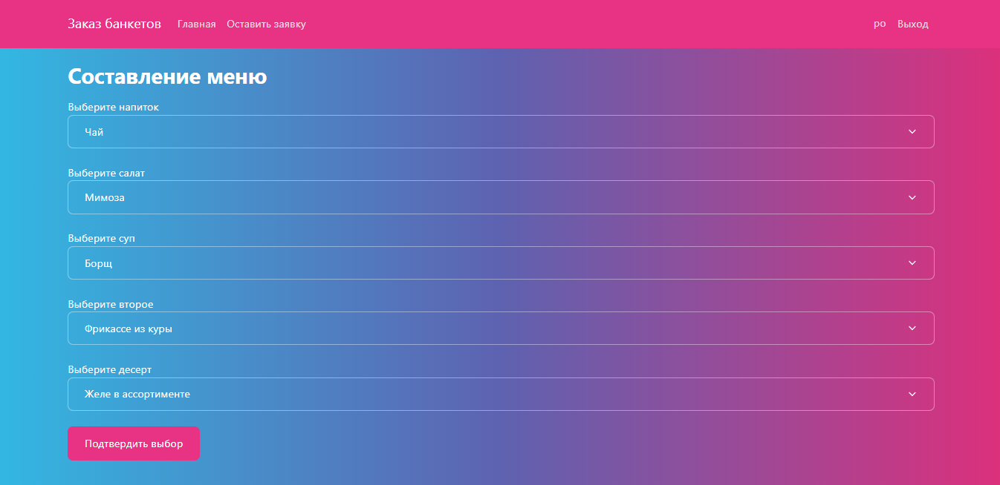 Заказ банкетов Главная Оставить заявку ро Выход
Составление меню
Выберите напиток
Чай
Выберите салат
Мимоза
Выберите суп
Борщ
Выберите второе
Фрикассе из куры
Выберите десерт
Желе в ассортименте
Подтвердить выбор